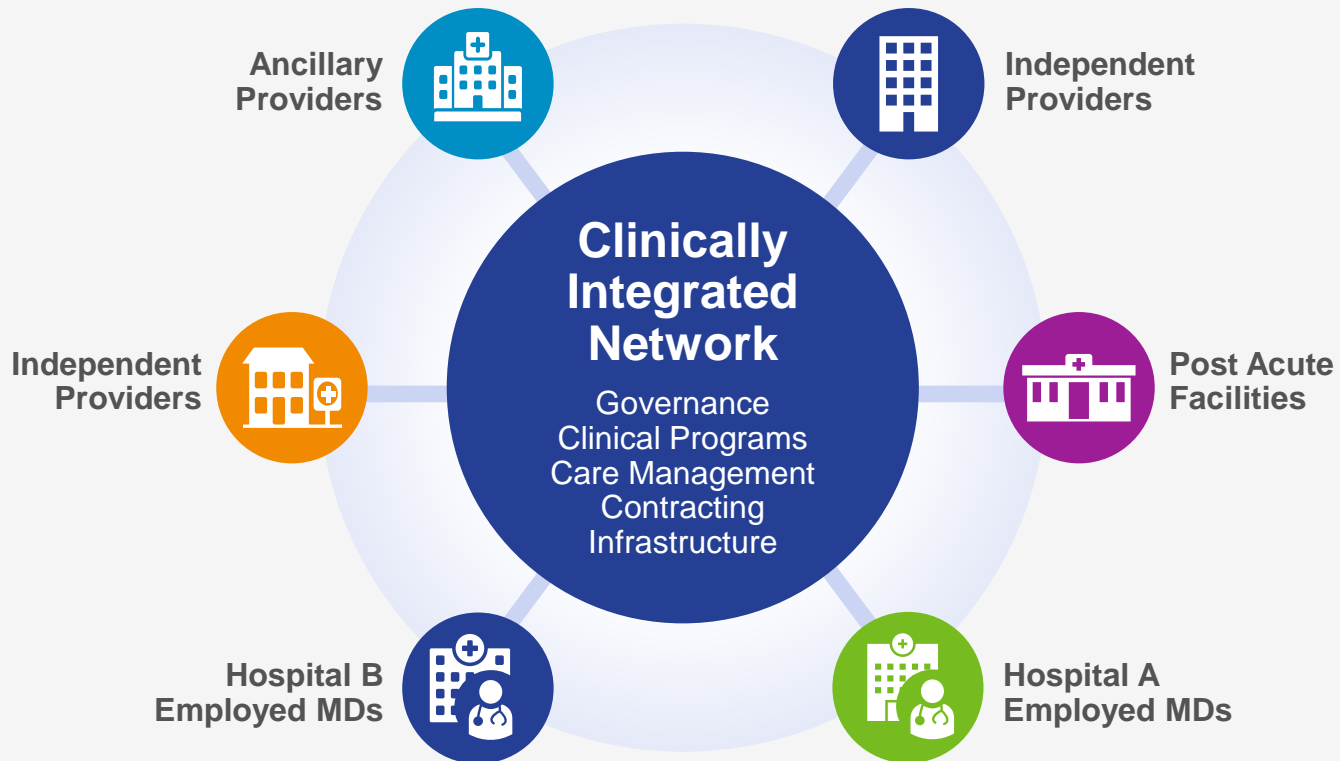 Ancillary
Providers
Independent
Providers
Clinically
Integrated
Network
Governance
Clinical Programs
Care Management
Contracting
Infrastructure
Independent
Providers
Post Acute
Facilities
Hospital B
Employed MDs
Hospital A
Employed MDs